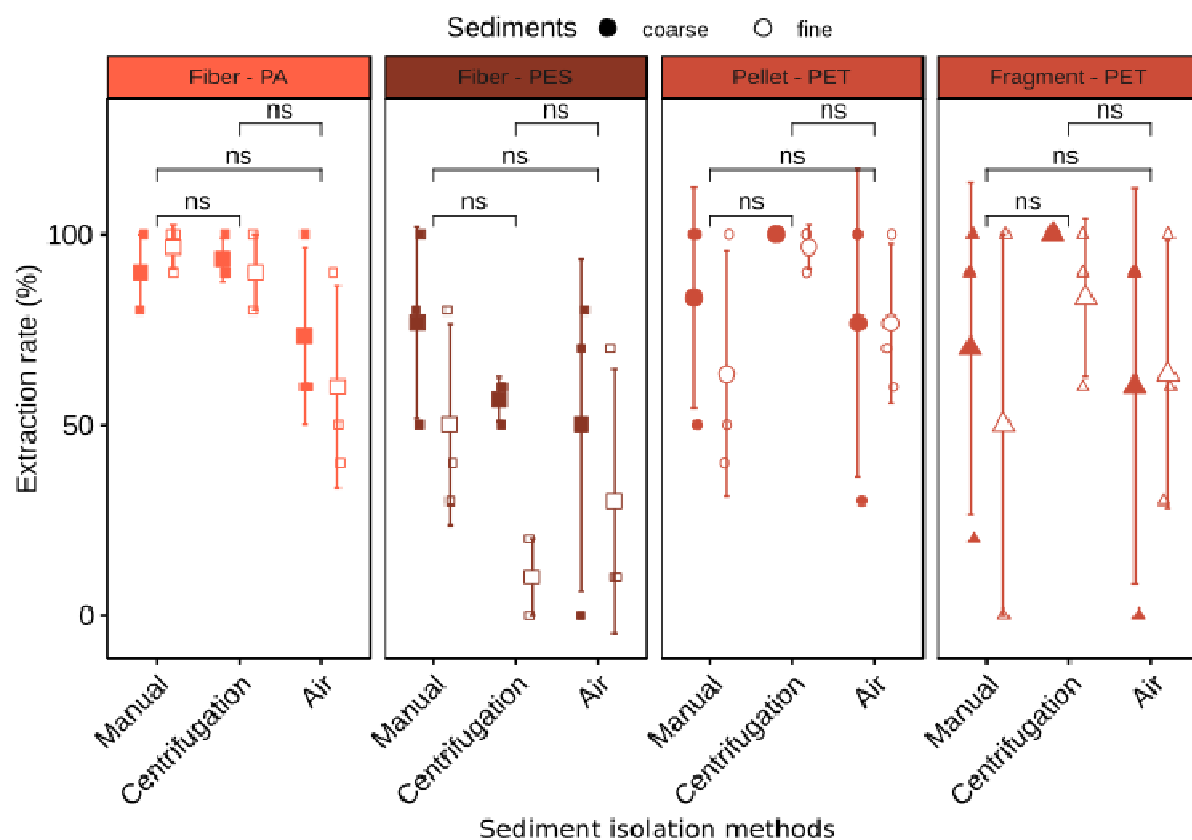 Sediments coarse fine
Fiber - PA Fiber - PES Pellet - PET Fragment - PET
ns ns ns ns
ns ns ns ns
ns ns ns ns
100
50
0
Extraction rate (%)
Manual Centrifugation Air Manual Centrifugation Air Manual Centrifugation Air Manual Centrifugation Air
Sediment isolation methods